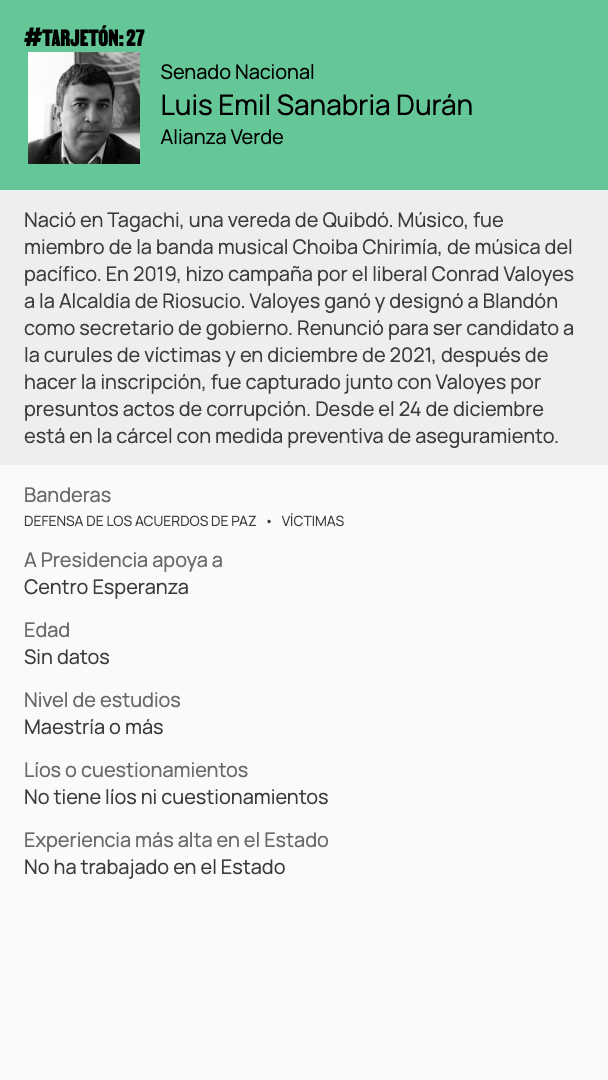 #TARJETÓN: 27
Senado Nacional
Luis Emil Sanabria Durán
Alianza Verde
Nació en Tagachi, una vereda de Quibdó. Músico, fue
miembro de la banda musical Choiba Chirimía, de música del
pacífico. En 2019, hizo campaña por el liberal Conrad Valoyes
a la Alcaldía de Riosucio. Valoyes ganó y designó a Blandón
como secretario de gobierno. Renunció para ser candidato a
la curules de víctimas y en diciembre de 2021, después de
hacer la inscripción, fue capturado junto con Valoyes por
presuntos actos de corrupción. Desde el 24 de diciembre
está en la cárcel con medida preventiva de aseguramiento.
Banderas
DEFENSA DE LOS ACUERDOS DE PAZ • VÍCTIMAS
A Presidencia apoya a
Centro Esperanza
Edad
Sin datos
Nivel de estudios
Maestría o más
Líos o cuestionamientos
No tiene líos ni cuestionamientos
Experiencia más alta en el Estado
No ha trabajado en el Estado